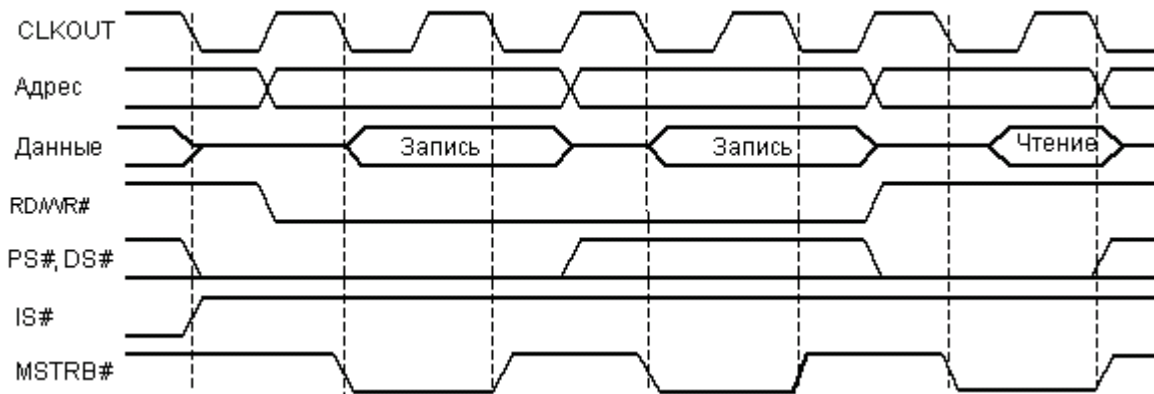 CLKOUT
Адрес
Данные
Запись
Запись
Чтение
RD/WR#
PS#, DS#
IS#
MSTRB#